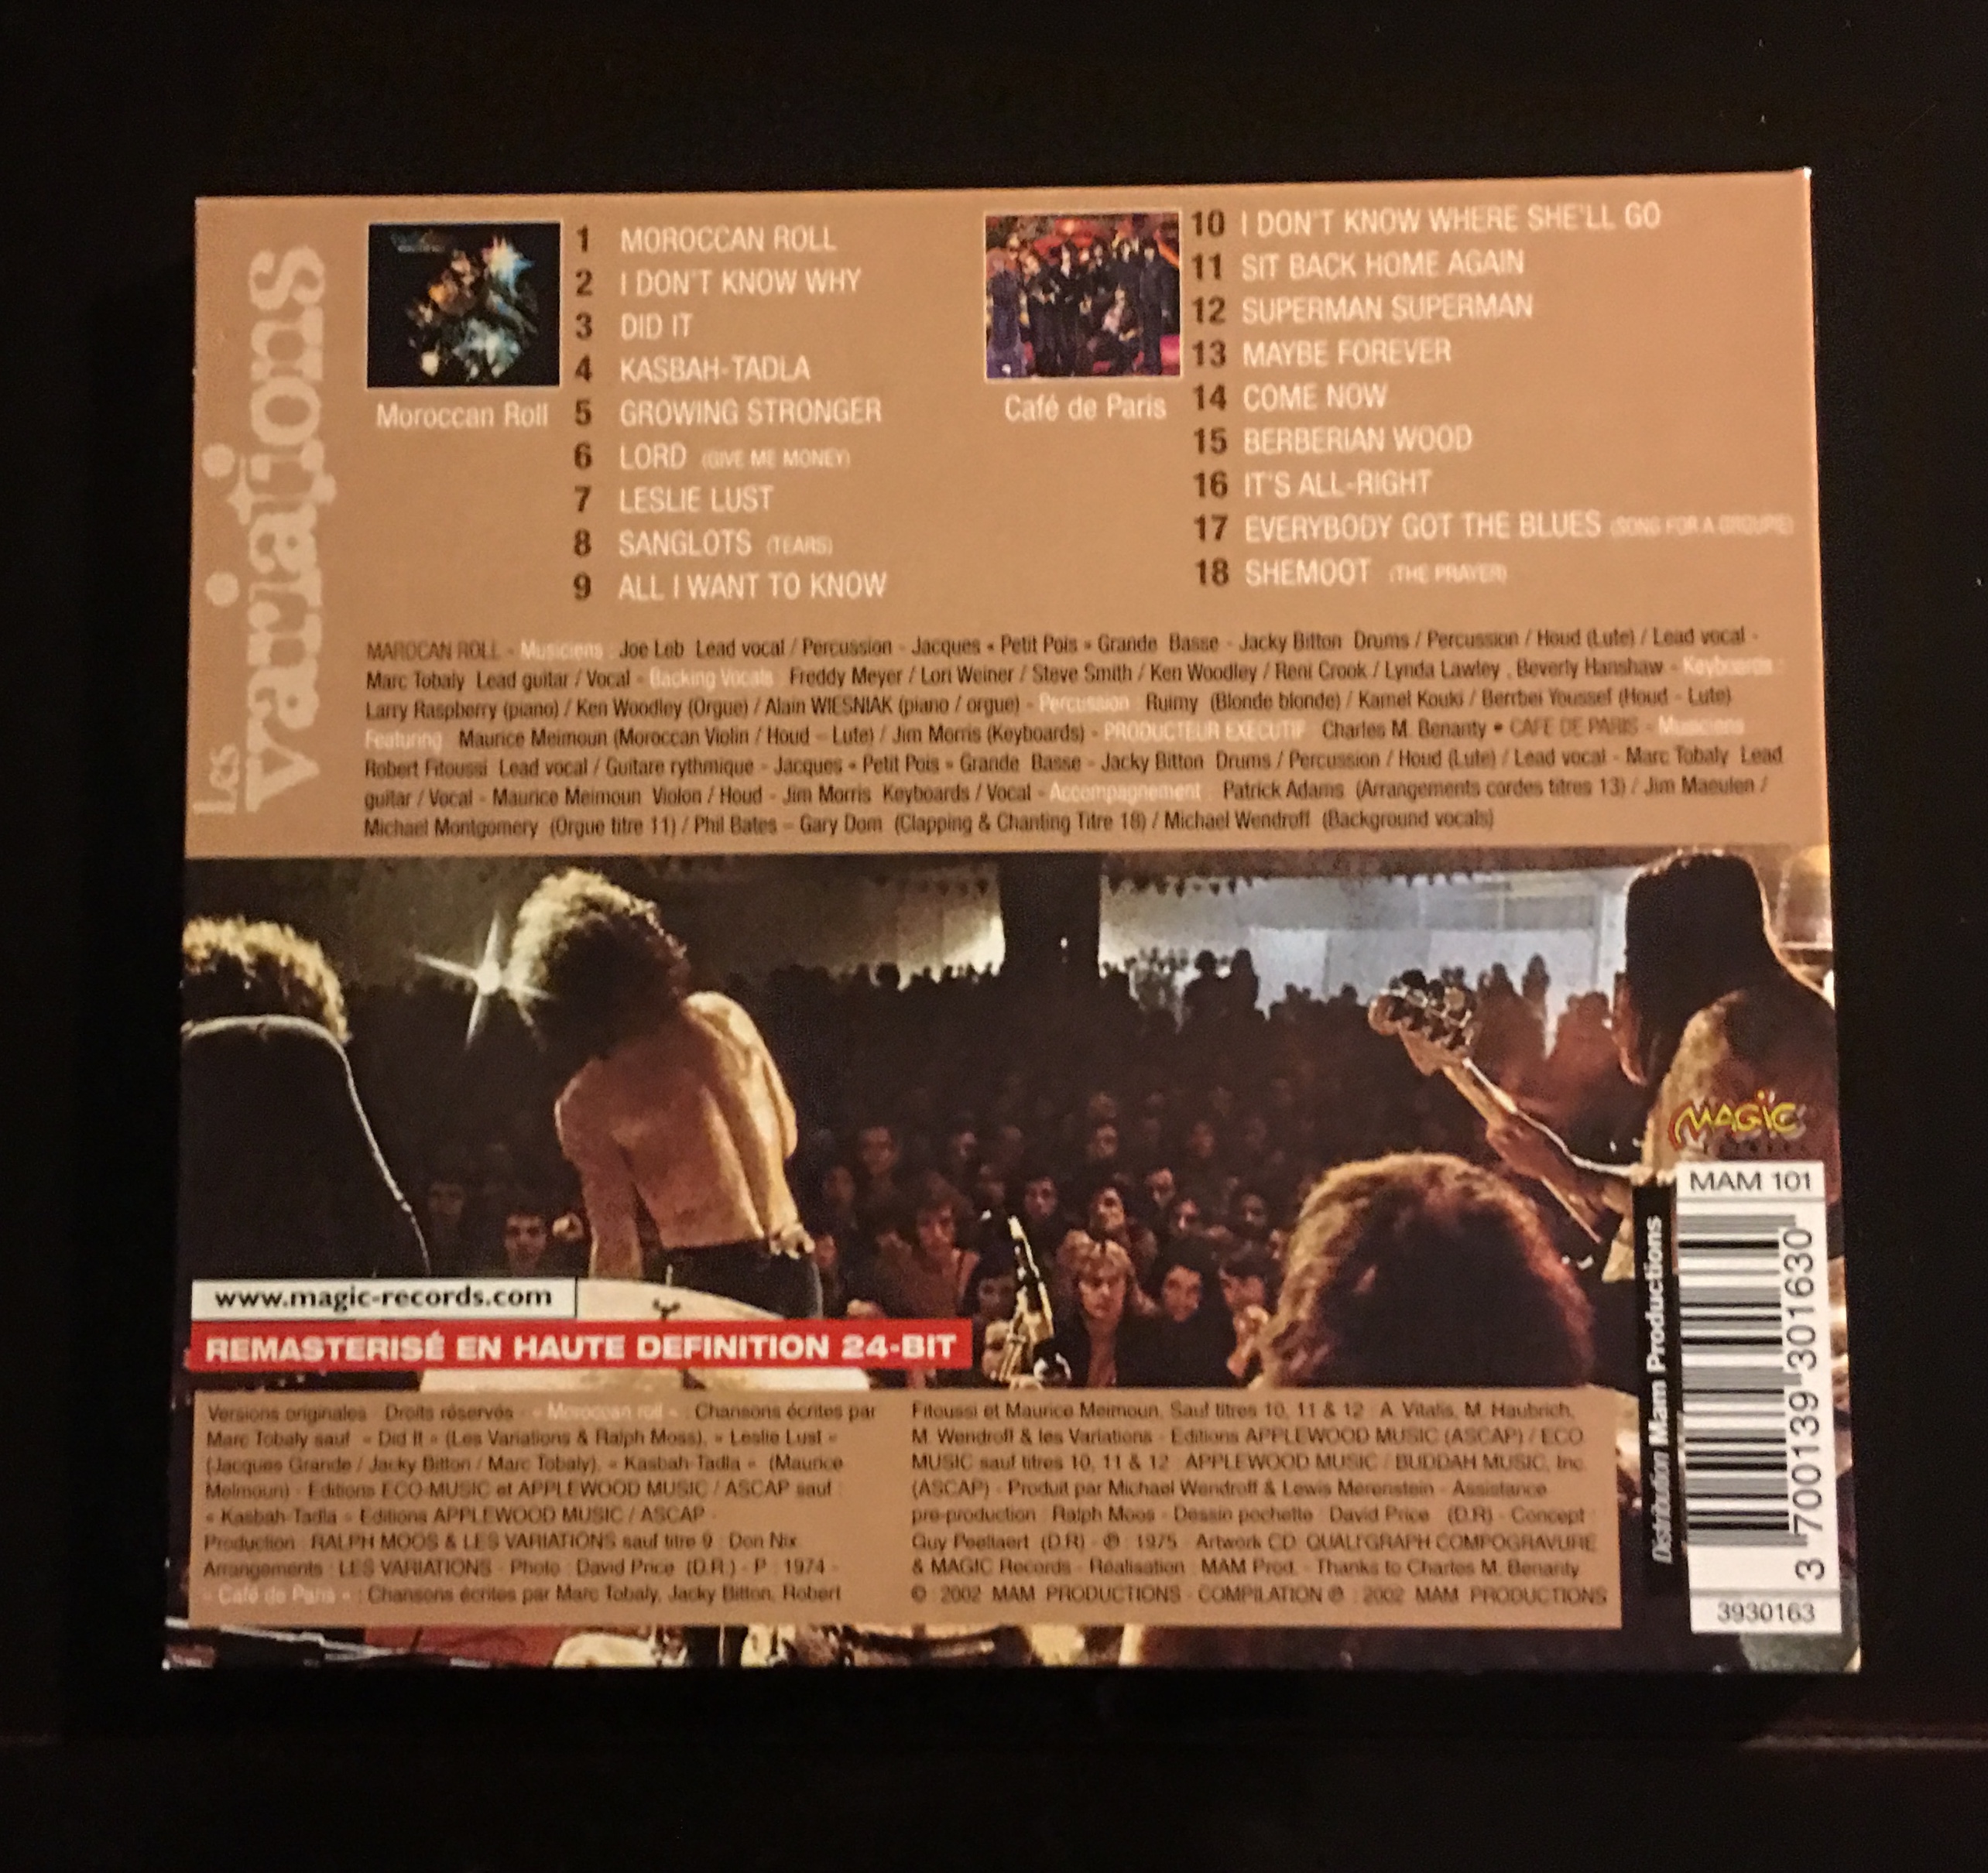 Les variations
Moroccan Roll
1 MOROCCAN ROLL
2 I DON'T KNOW WHY
3 DID IT
4 KASBAH-TADLA
5 GROWING STRONGER
6 LORD (GIVE ME MONEY)
7 LESLIE LUST
8 SANGLOTS (TEARS)
9 ALL I WANT TO KNOW
Café de Paris
10 I DON'T KNOW WHERE SHE'LL GO
11 SIT BACK HOME AGAIN
12 SUPERMAN SUPERMAN
13 MAYBE FOREVER
14 COME NOW
15 BERBERIAN WOOD
16 IT'S ALL-RIGHT
17 EVERYBODY GOT THE BLUES (SONG FOR A GROUPIE)
18 SHEMOOT (THE PRAYER)
MAROCAN ROLL - Musiciens : Joe Leb Lead vocal / Percussion - Jacques « Petit Pois » Grande Basse - Jacky Bitton Drums / Percussion / Houd (Lute) / Lead vocal -
Marc Tobaly Lead guitar / Vocal - Backing Vocals : Freddy Meyer / Lori Weiner / Steve Smith / Ken Woodley / Reni Crook / Lynda Lawley . Beverly Hanshaw - Keyboards :
Larry Raspberry (piano) / Ken Woodley (Orgue) / Alain WIESNIAK (piano / orgue) - Percussion : Ruimy (Blonde blonde) / Kamel Kouki / Berrbei Youssef (Houd - Lute)
Featuring : Maurice Meimoun (Moroccan Violin / Houd – Lute) / Jim Morris (Keyboards) - PRODUCTEUR EXECUTIF : Charles M. Benanty • CAFE DE PARIS - Musiciens :
Robert Fitoussi Lead vocal / Guitare rythmique - Jacques « Petit Pois » Grande Basse - Jacky Bitton Drums / Percussion / Houd (Lute) / Lead vocal - Marc Tobaly Lead
guitar / Vocal - Maurice Meimoun Violon / Houd - Jim Morris Keyboards / Vocal - Accompagnement : Patrick Adams (Arrangements cordes titres 13) / Jim Maeulen /
Michael Montgomery (Orgue titre 11) / Phil Bates – Gary Dom (Clapping & Chanting Titre 18) / Michael Wendroff (Background vocals)
MAGIC
MAM 101
www.magic-records.com
REMASTERISÉ EN HAUTE DEFINITION 24-BIT
Distribution Mam Productions
3 700139 301630
3930163
Versions originales - Droits réservés - « Moroccan roll » : Chansons écrites par
Marc Tobaly sauf « Did It » (Les Variations & Ralph Moss), « Leslie Lust »
(Jacques Grande / Jacky Bitton / Marc Tobaly), « Kasbah-Tadla » (Maurice
Meimoun) - Editions ECO-MUSIC et APPLEWOOD MUSIC / ASCAP sauf
« Kasbah-Tadla » Editions APPLEWOOD MUSIC / ASCAP -
Production : RALPH MOOS & LES VARIATIONS sauf titre 9 : Don Nix
Arrangements : LES VARIATIONS - Photo : David Price (D.R.) - P : 1974 -
« Café de Paris » : Chansons écrites par Marc Tobaly, Jacky Bitton, Robert
Fitoussi et Maurice Meimoun, Sauf titres 10, 11 & 12 : A. Vitalis, M. Haubrich,
M. Wendroff & les Variations - Editions APPLEWOOD MUSIC (ASCAP) / ECO
MUSIC sauf titres 10, 11 & 12 : APPLEWOOD MUSIC / BUDDAH MUSIC, Inc.
(ASCAP) - Produit par Michael Wendroff & Lewis Merenstein - Assistance
pre-production : Ralph Moos - Dessin pochette : David Price (D.R) - Concept :
Guy Peellaert (D.R) - ℗ : 1975 - Artwork CD: QUALI'GRAPH COMPOGRAVURE
& MAGIC Records - Réalisation : MAM Prod. - Thanks to Charles M. Benanty
© : 2002 MAM PRODUCTIONS - COMPILATION ℗ : 2002 MAM PRODUCTIONS